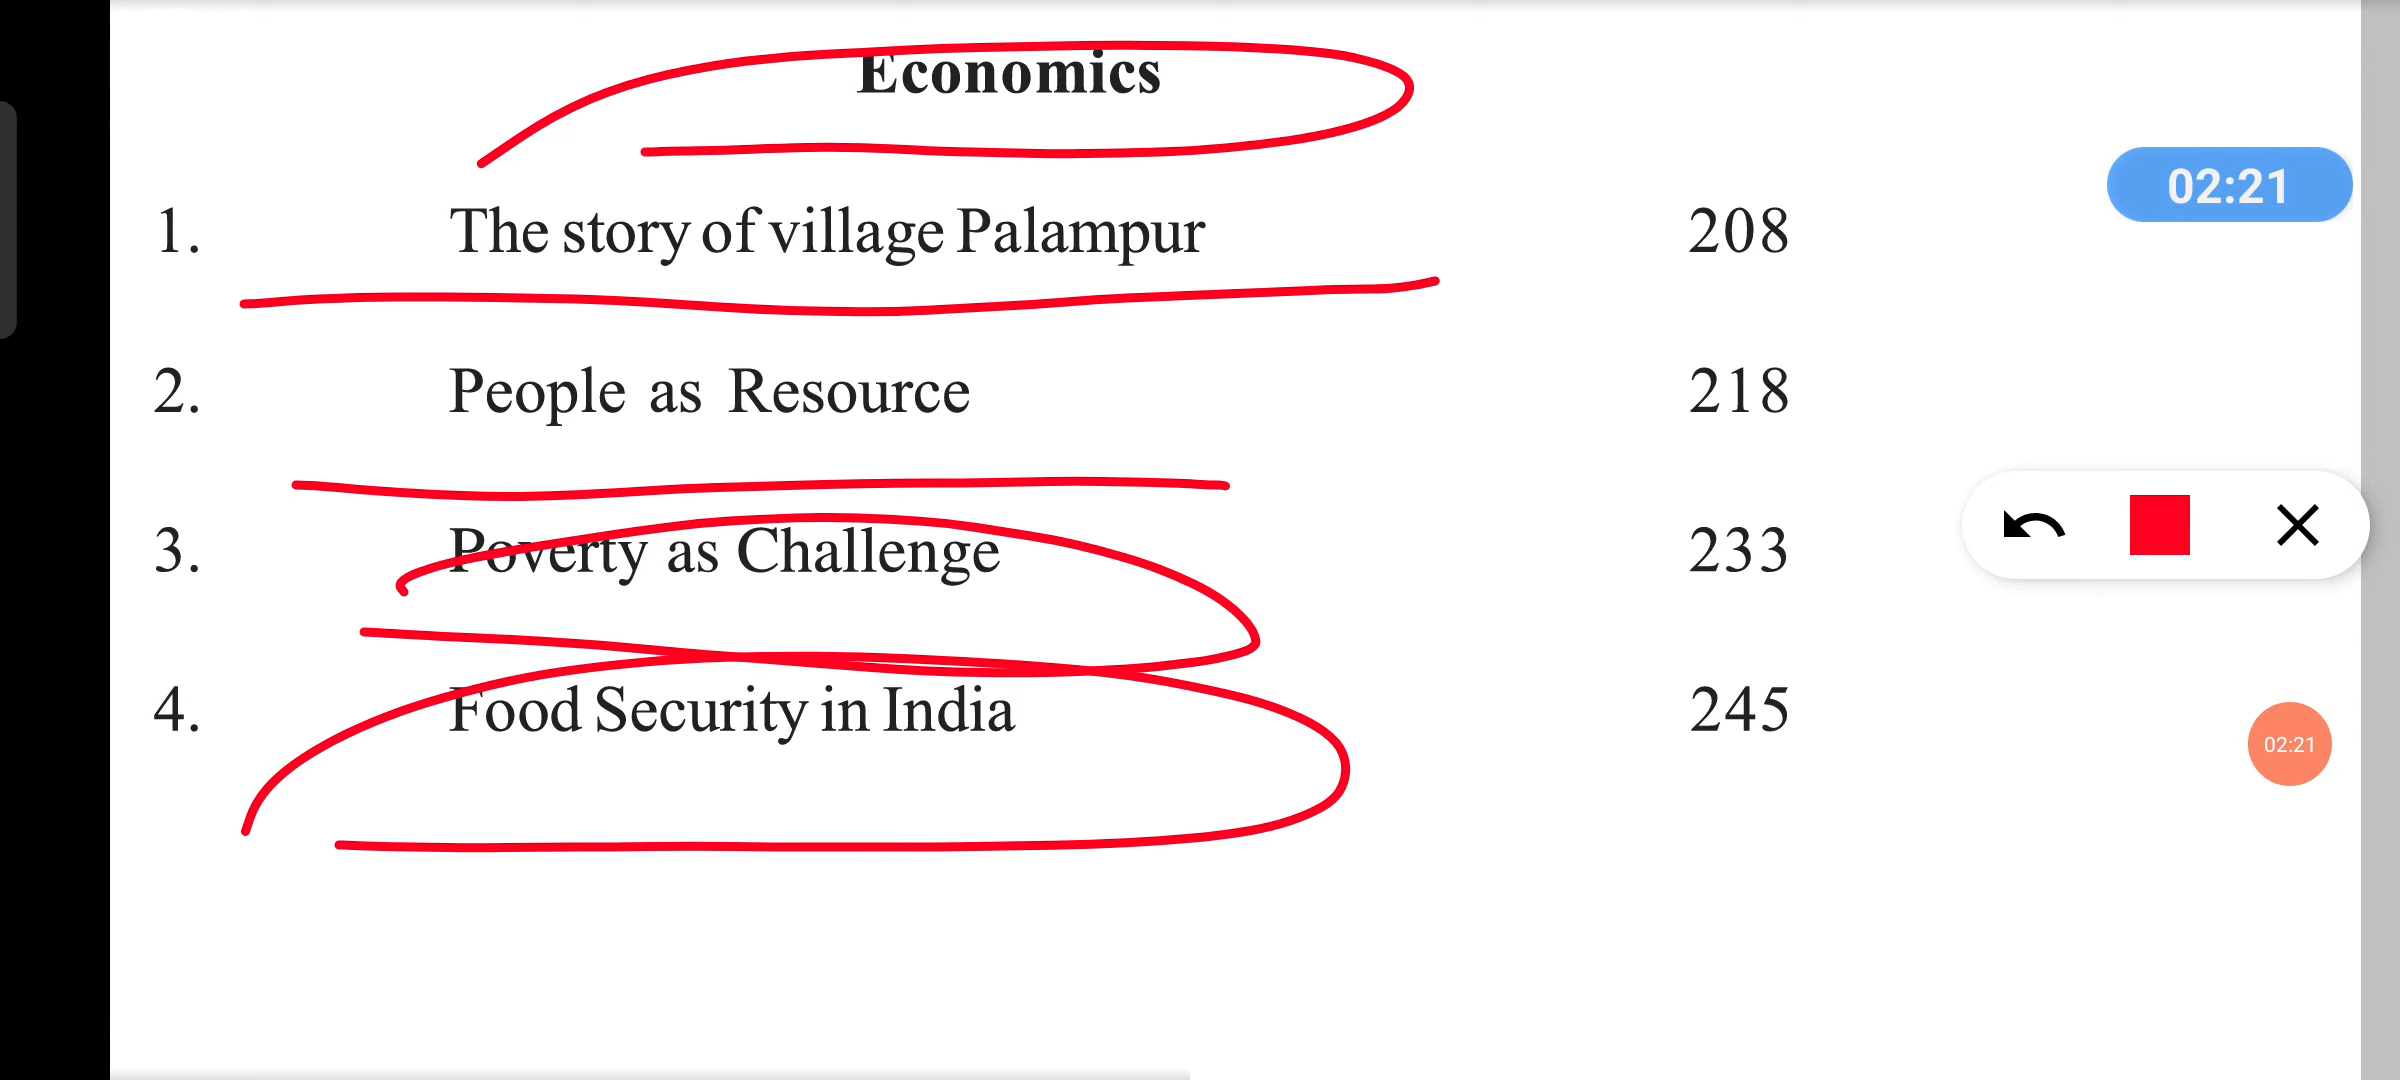 Economics
02:21
1. The story of village Palampur 208
2. People as Resource 218
3. Poverty as Challenge 233
4. Food Security in India 245
02:21